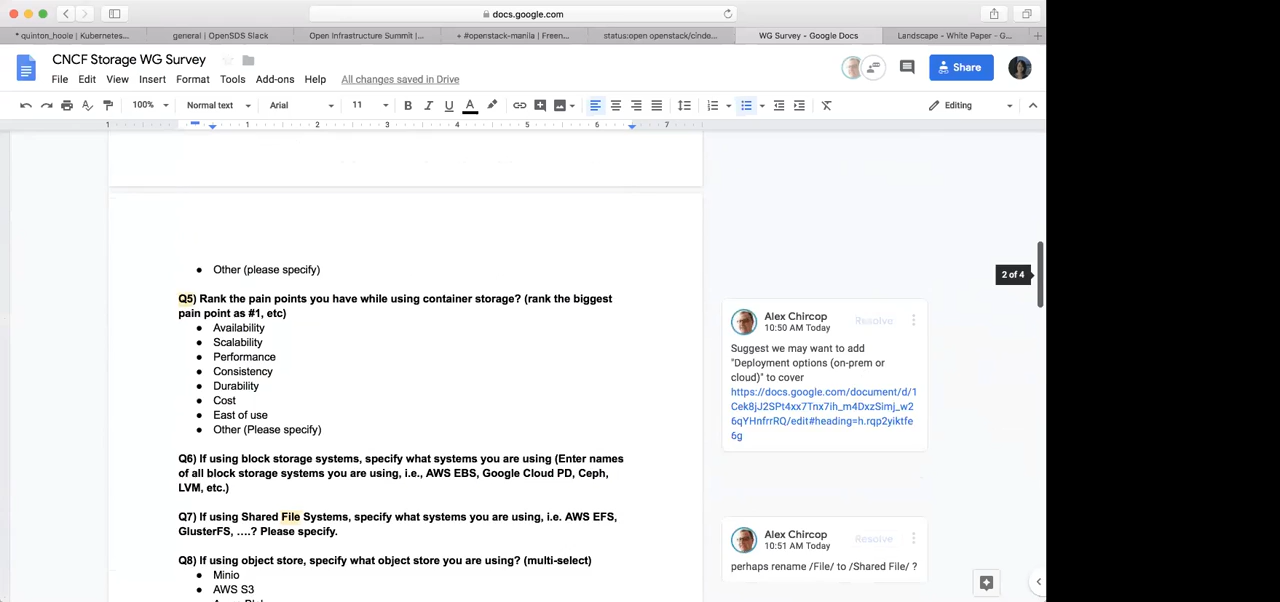 docs.google.com
* quinton_hoole | Kubernetes...
general | OpenSDS Slack
Open Infrastructure Summit |...
+ #openstack-manila | Freen...
status:open openstack/cinde...
WG Survey - Google Docs
Landscape - White Paper - G...
CNCF Storage WG Survey
File Edit View Insert Format Tools Add-ons Help All changes saved in Drive
Share
100% Normal text Arial 11 B I U A Editing
1 1 2 3 4 5 6 7
2 of 4
Other (please specify)
Q5) Rank the pain points you have while using container storage? (rank the biggest
pain point as #1, etc)
Availability
Scalability
Performance
Consistency
Durability
Cost
East of use
Other (Please specify)
Q6) If using block storage systems, specify what systems you are using (Enter names
of all block storage systems you are using, i.e., AWS EBS, Google Cloud PD, Ceph,
LVM, etc.)
Q7) If using Shared File Systems, specify what systems you are using, i.e. AWS EFS,
GlusterFS, ....? Please specify.
Q8) If using object store, specify what object store you are using? (multi-select)
Minio
AWS S3
Alex Chircop
10:50 AM Today
Resolve
Suggest we may want to add
"Deployment options (on-prem or
cloud)" to cover
https://docs.google.com/document/d/1
Cek8jJ2SPt4xx7Tnx7ih_m4DxzSimj_w2
6qYHnfrrRQ/edit#heading=h.rqp2yiktfe
6g
Alex Chircop
10:51 AM Today
Resolve
perhaps rename /File/ to /Shared File/ ?